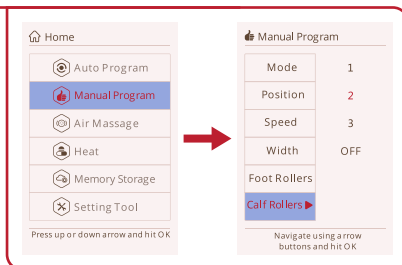 Home
Auto Program
Manual Program
Air Massage
Heat
Memory Storage
Setting Tool
Press up or down arrow and hit OK
Manual Program
Mode 1
Position 2
Speed 3
Width OFF
Foot Rollers
Calf Rollers
Navigate using arrow
buttons and hit OK